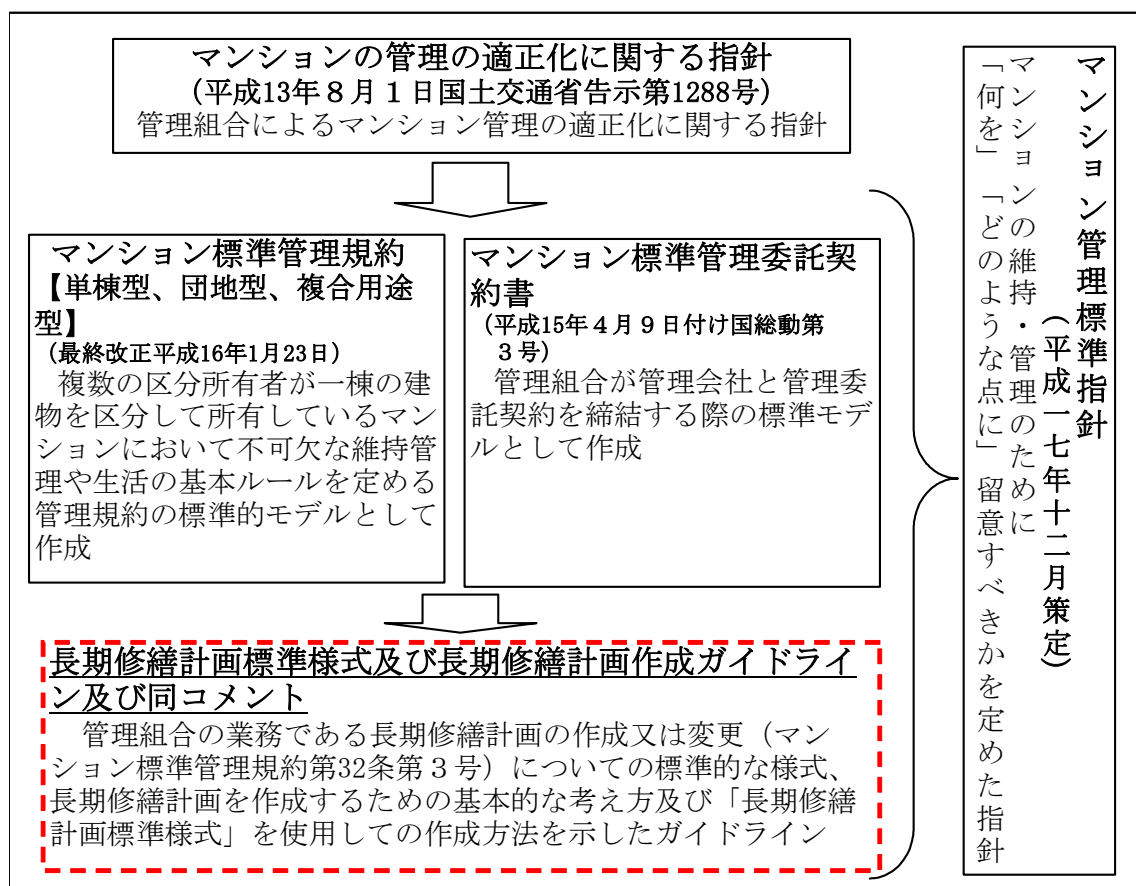 マンションの管理の適正化に関する指針
（平成13年８月１日国土交通省告示第1288号）
管理組合によるマンション管理の適正化に関する指針
マンション標準管理規約
【単棟型、団地型、複合用途
型】
（最終改正平成16年1月23日）
複数の区分所有者が一棟の建
物を区分して所有しているマン
ションにおいて不可欠な維持管
理や生活の基本ルールを定める
管理規約の標準的モデルとして
作成
マンション標準管理委託契
約書
（平成15年４月９日付け国総動第
３号）
管理組合が管理会社と管理委
託契約を締結する際の標準モデ
ルとして作成
長期修繕計画標準様式及び長期修繕計画作成ガイドライ
ン及び同コメント
管理組合の業務である長期修繕計画の作成又は変更（マン
ション標準管理規約第32条第３号）についての標準的な様式、
長期修繕計画を作成するための基本的な考え方及び「長期修繕
計画標準様式」を使用しての作成方法を示したガイドライン
マンション管理標準指針
（平成一七年十二月策定）
マンションの維持・管理のために
「何を」「どのような点に」留意すべきかを定めた指針